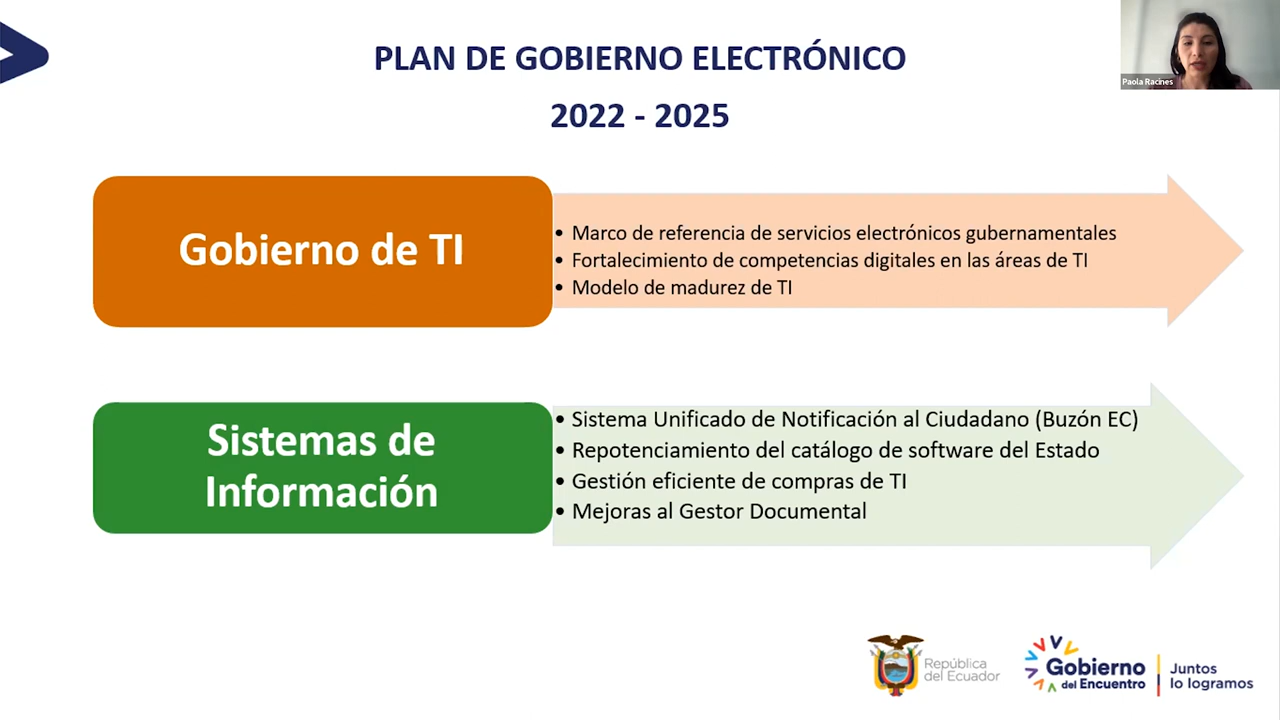 PLAN DE GOBIERNO ELECTRÓNICO
2022 - 2025
Paola Racines
Gobierno de TI
• Marco de referencia de servicios electrónicos gubernamentales
• Fortalecimiento de competencias digitales en las áreas de TI
• Modelo de madurez de TI
Sistemas de
Información
• Sistema Unificado de Notificación al Ciudadano (Buzón EC)
• Repotenciamiento del catálogo de software del Estado
• Gestión eficiente de compras de TI
• Mejoras al Gestor Documental
República
del Ecuador
Gobierno
del Encuentro
Juntos
lo logramos